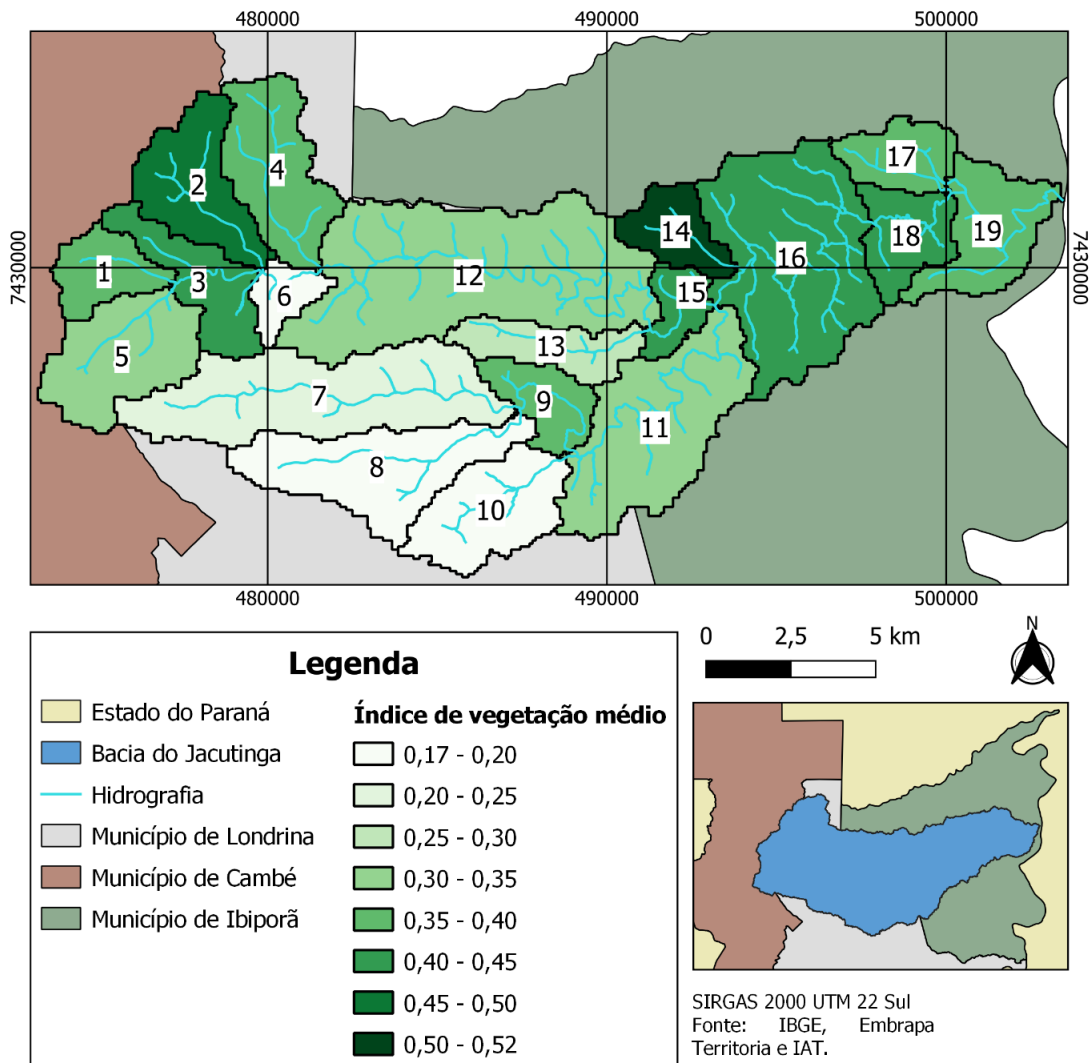 480000 490000 500000
17
4
2
14
19
18
16
7430000 7430000
1
12
3
15
6
13
5
7
9
11
8
10
480000 490000 500000
Legenda
Estado do Paraná
Bacia do Jacutinga
Hidrografia
Município de Londrina
Município de Cambé
Município de Ibiporã
Índice de vegetação médio
0,17 - 0,20
0,20 - 0,25
0,25 - 0,30
0,30 - 0,35
0,35 - 0,40
0,40 - 0,45
0,45 - 0,50
0,50 - 0,52
0 2,5 5 km
N
SIRGAS 2000 UTM 22 Sul
Fonte: IBGE, Embrapa
Territoria e IAT.